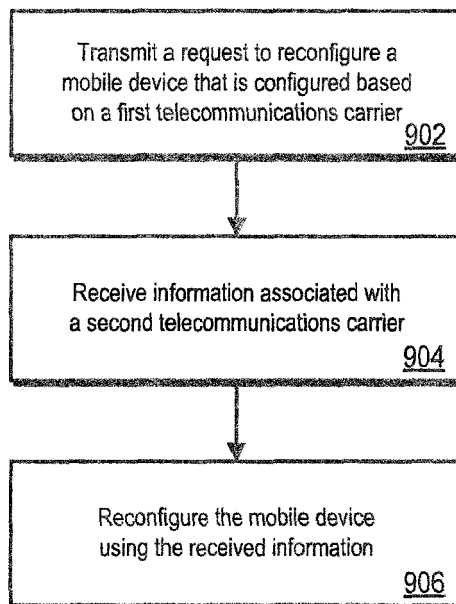 Transmit a request to reconfigure a
mobile device that is configured based
on a first telecommunications carrier
902
Receive information associated with
a second telecommunications carrier
904
Reconfigure the mobile device
using the received information
906